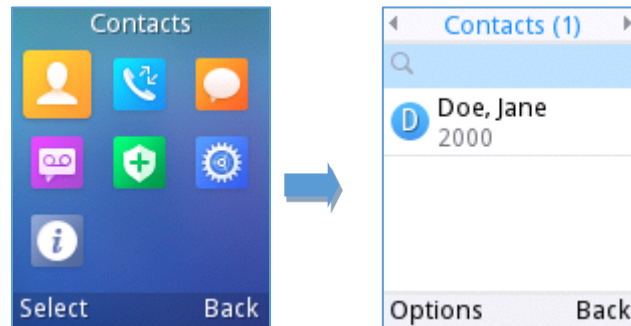 Contacts
Select Back
Contacts (1)
D Doe, Jane
2000
Options Back